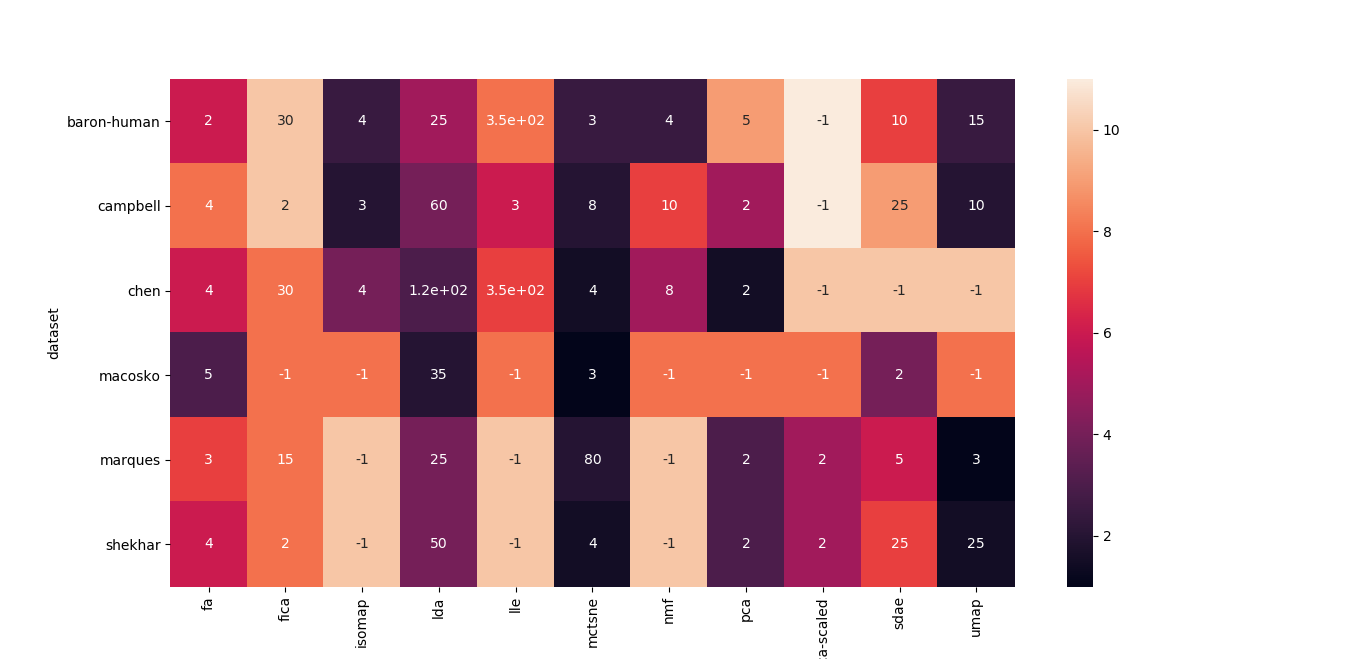 baron-human 2 30 4 25 3.5e+02 3 4 5 -1 10 15
campbell 4 2 3 60 3 8 10 2 -1 25 10
chen 4 30 4 1.2e+02 3.5e+02 4 8 2 -1 -1 -1
macosko 5 -1 -1 35 -1 3 -1 -1 -1 2 -1
marques 3 15 -1 25 -1 80 -1 2 2 5 3
shekhar 4 2 -1 50 -1 4 -1 2 2 25 25
dataset
fa fica isomap lda lle mctsne nmf pca a-scaled sdae umap
10
8
6
4
2